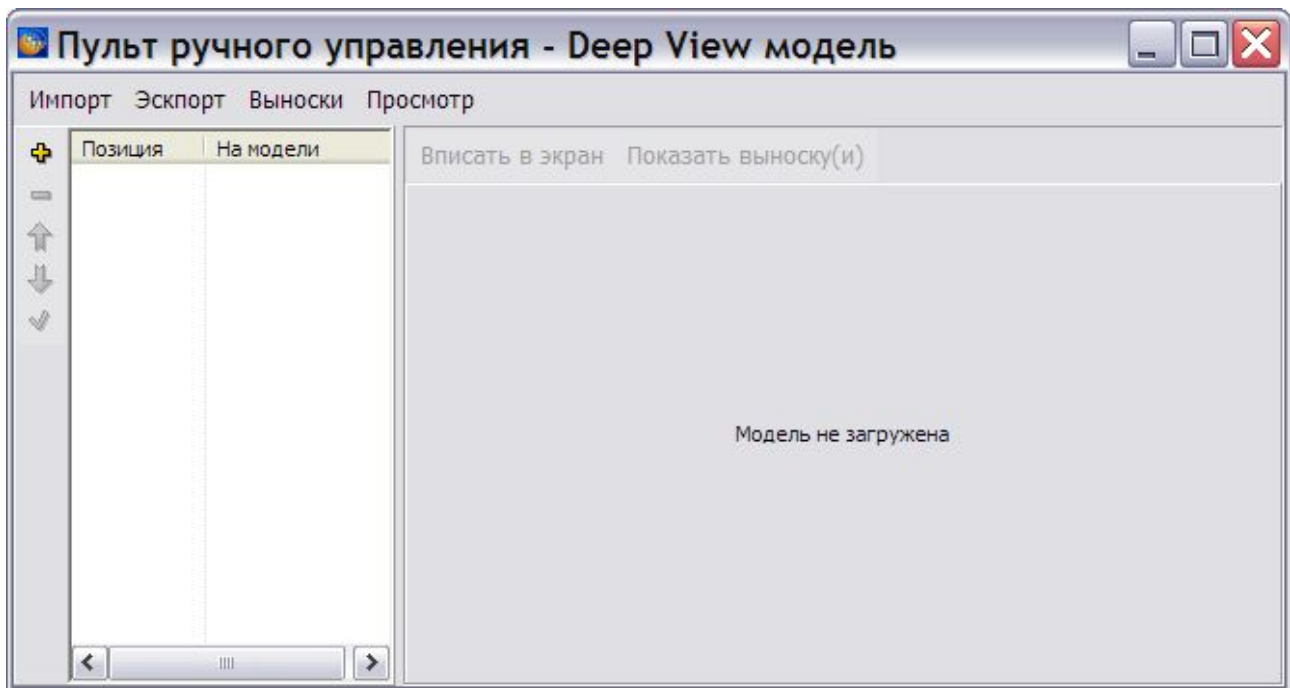 Пульт ручного управления - Deep View модель
Импорт Эскпорт Выноски Просмотр
Позиция На модели
Вписать в экран Показать выноску(и)
Модель не загружена